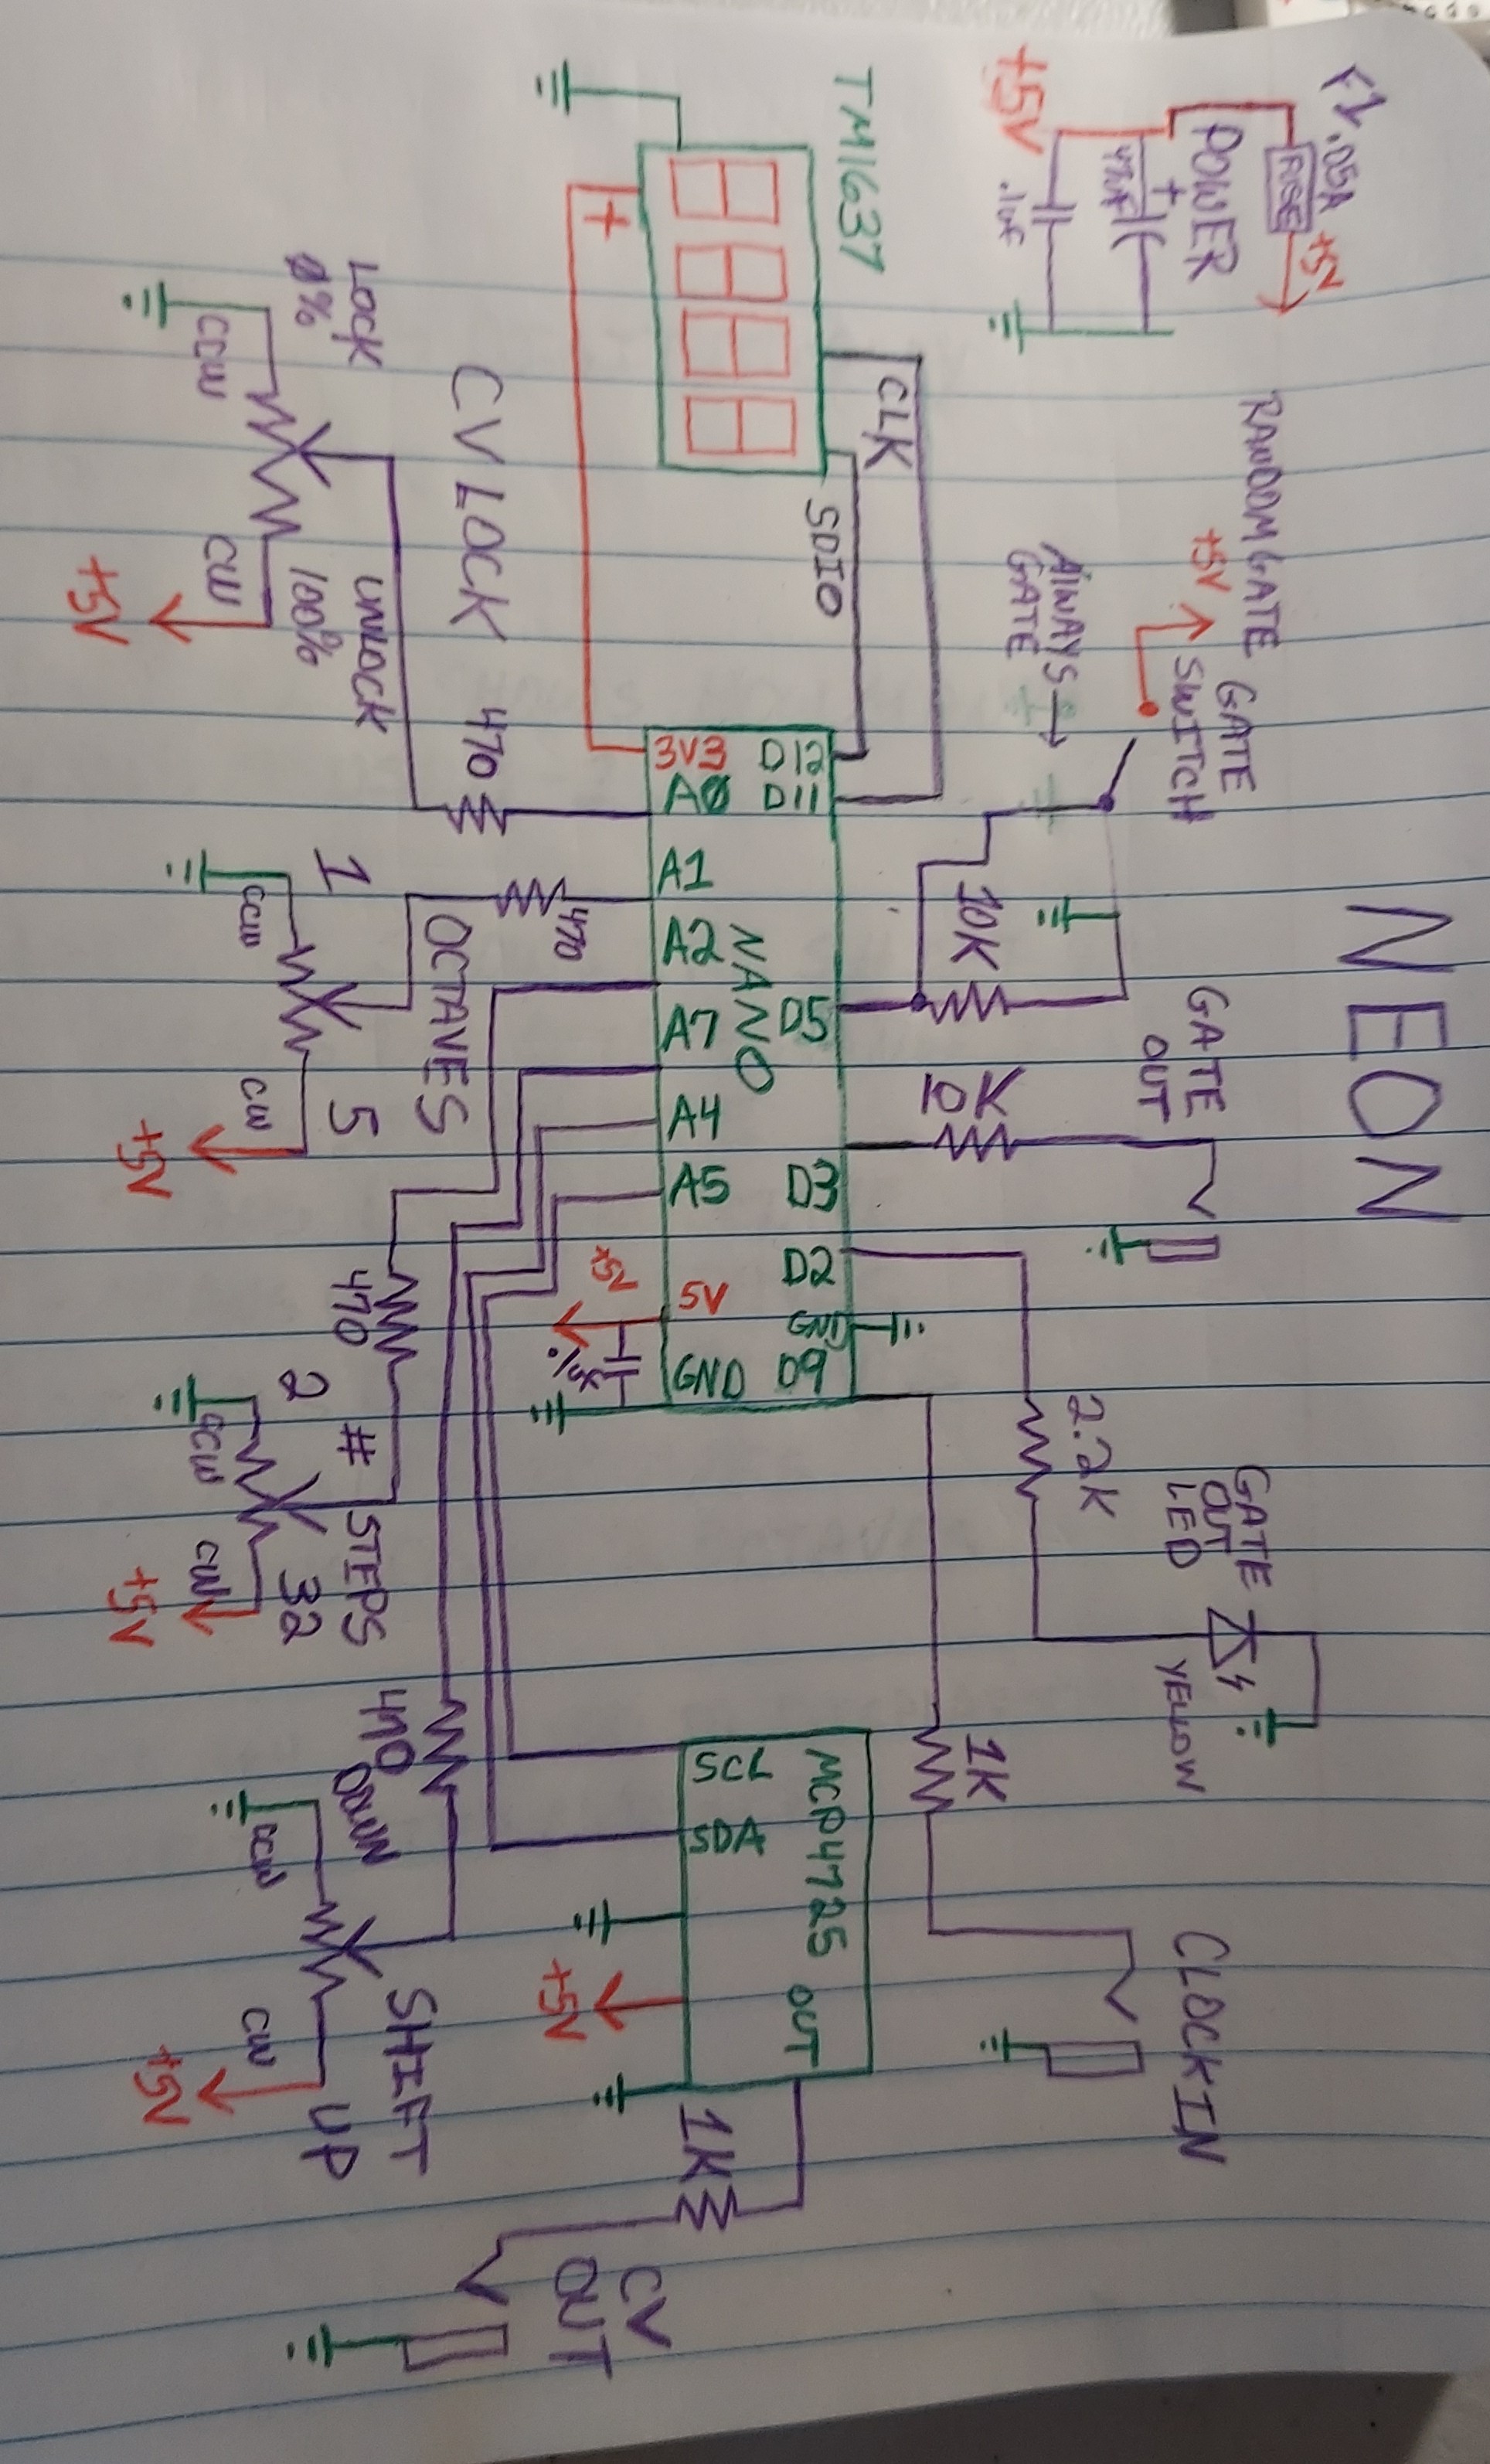 NEON
F1 .05A
FUSE
+5V
POWER
+
47uF
.1uF
+5V
RANDOM GATE
+5V
GATE
SWITCH
ALWAYS
GATE
10K
GATE
OUT
10K
GATE
OUT
LED
YELLOW
2.2K
CLOCK IN
1K
TM1637
CLK
SDIO
+
3V3 D12
A0 D11
A1
A2
A7
A4
A5
NANO
D5
D3
D2
GND
D9
5V
GND
+5V
MCP4725
SCL
SDA
OUT
+5V
1K
CV
OUT
CV LOCK
470
LOCK
0%
CCW
UNLOCK
100%
CW
+5V
470
OCTAVES
1
5
CCW
CW
+5V
470
# STEPS
2
32
CCW
CW
+5V
470
SHIFT
DOWN
UP
CCW
CW
+5V